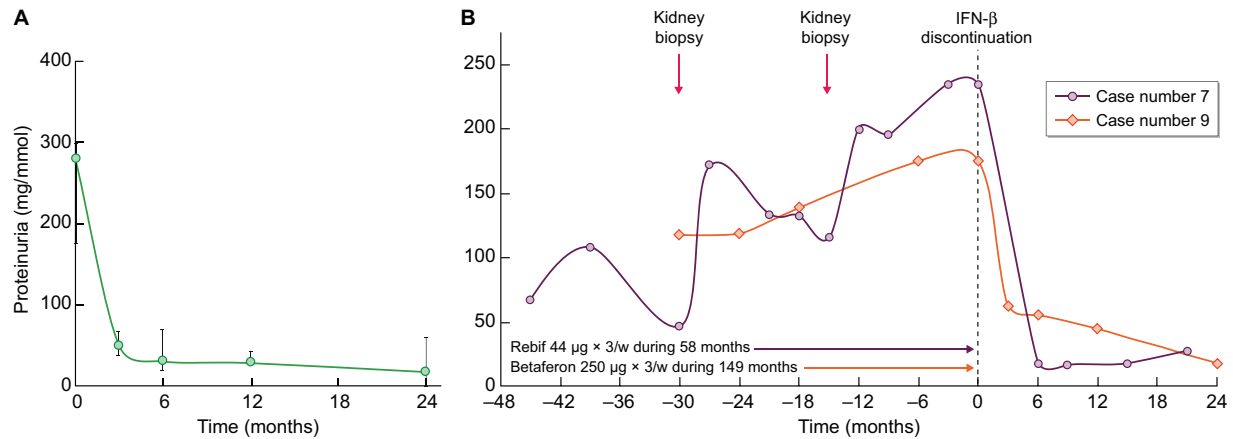 A
Proteinuria (mg/mmol)
400
300
200
100
0
0 6 12 18 24
Time (months)
B
Kidney
biopsy
Kidney
biopsy
IFN-β
discontinuation
250
200
150
100
50
0
Case number 7
Case number 9
Rebif 44 µg × 3/w during 58 months
Betaferon 250 µg × 3/w during 149 months
–48 –42 –36 –30 –24 –18 –12 –6 0 6 12 18 24
Time (months)